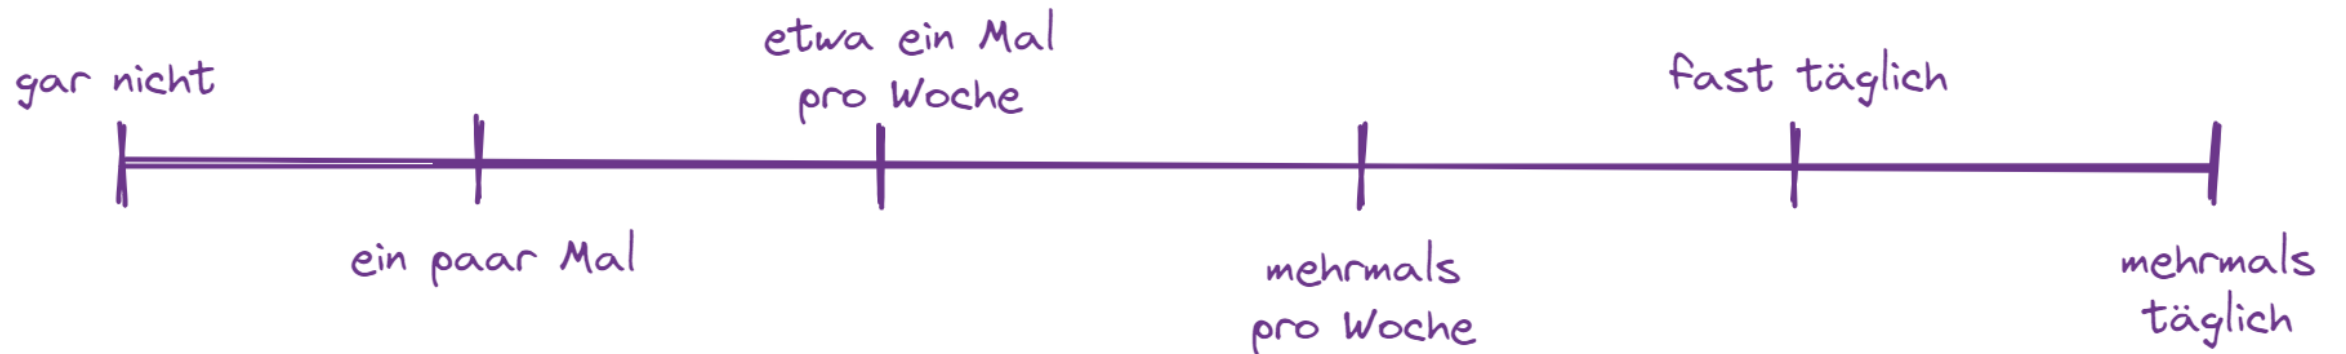 gar nicht
ein paar Mal
etwa ein Mal
pro Woche
mehrmals
pro Woche
fast täglich
mehrmals
täglich